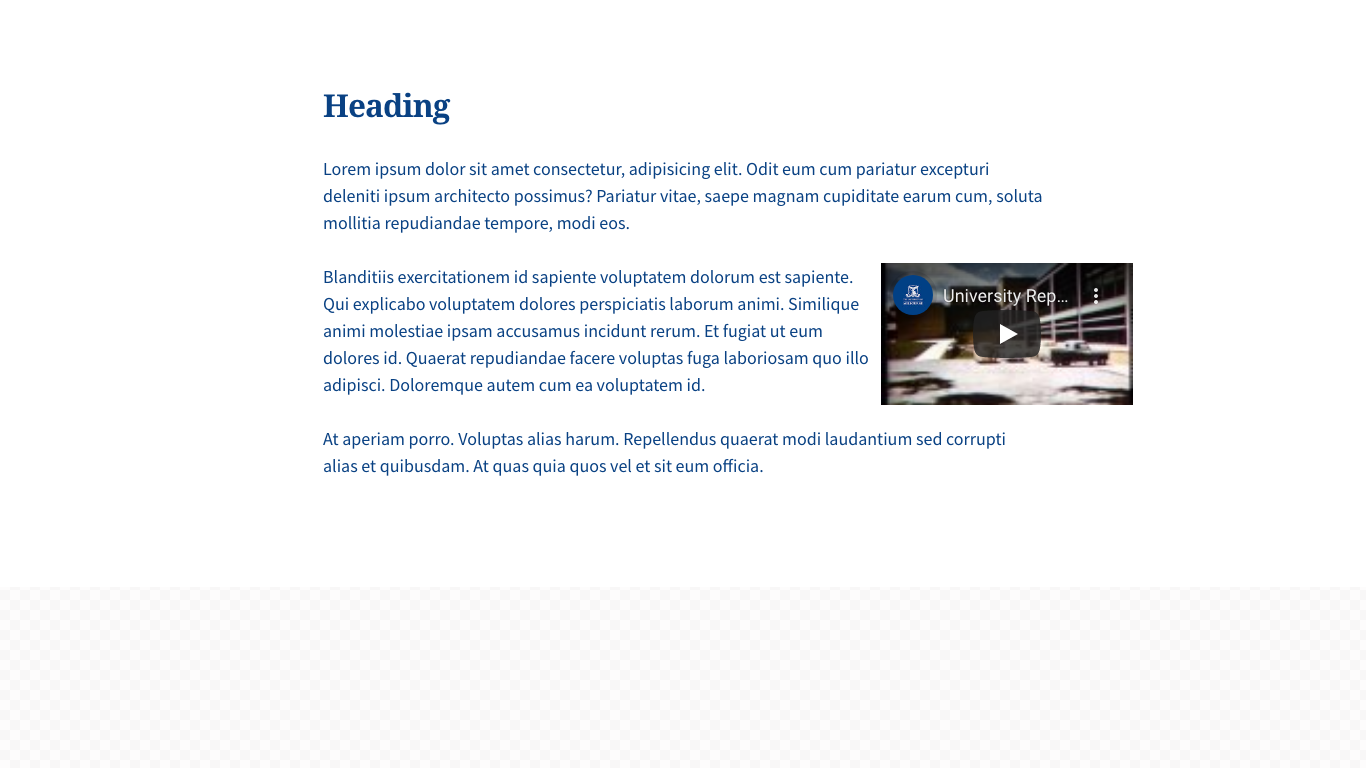 Heading
Lorem ipsum dolor sit amet consectetur, adipisicing elit. Odit eum cum pariatur excepturi
deleniti ipsum architecto possimus? Pariatur vitae, saepe magnam cupiditate earum cum, soluta
mollitia repudiandae tempore, modi eos.
Blanditiis exercitationem id sapiente voluptatem dolorum est sapiente.
Qui explicabo voluptatem dolores perspiciatis laborum animi. Similique
animi molestiae ipsam accusamus incidunt rerum. Et fugiat ut eum
dolores id. Quaerat repudiandae facere voluptas fuga laboriosam quo illo
adipisci. Doloremque autem cum ea voluptatem id.
University Rep...
At aperiam porro. Voluptas alias harum. Repellendus quaerat modi laudantium sed corrupti
alias et quibusdam. At quas quia quos vel et sit eum officia.